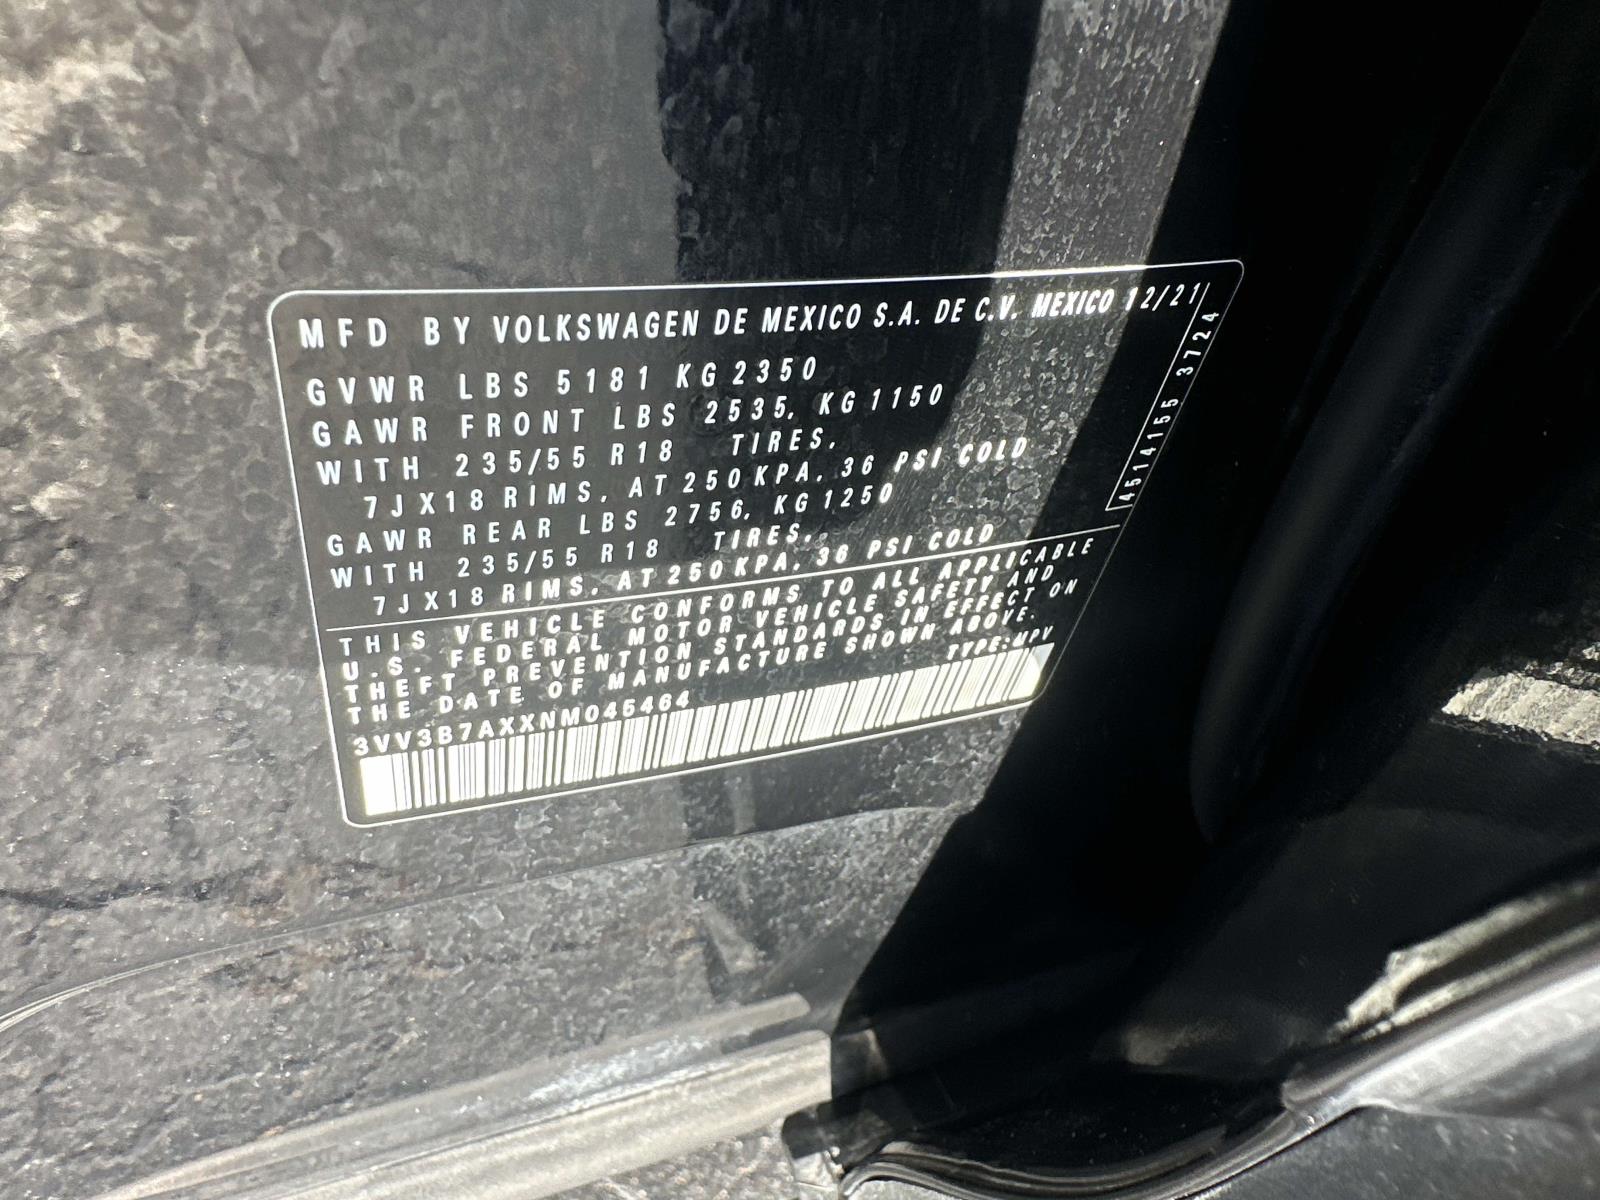 MFD BY VOLKSWAGEN DE MEXICO S.A. DE C.V. MEXICO 12/21
GVWR LBS 5181 KG 2350
GAWR FRONT LBS 2535, KG 1150
WITH 235/55 R18 TIRES,
7JX18 RIMS, AT 250 KPA, 36 PSI COLD
GAWR REAR LBS 2756, KG 1250
WITH 235/55 R18 TIRES,
7JX18 RIMS, AT 250 KPA, 36 PSI COLD
THIS VEHICLE CONFORMS TO ALL APPLICABLE
U.S. FEDERAL MOTOR VEHICLE SAFETY AND
THEFT PREVENTION STANDARDS IN EFFECT ON
THE DATE OF MANUFACTURE SHOWN ABOVE.
3VV3B7AXXNM045464 TYPE: MPV
4514155 3724